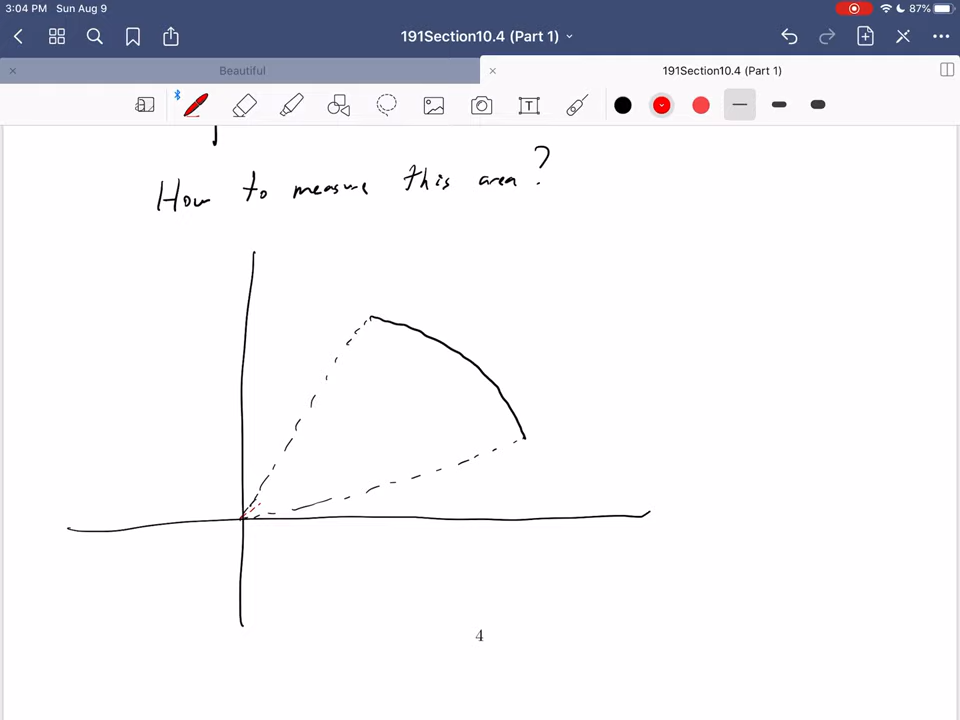 3:04 PM Sun Aug 9 87%
191Section10.4 (Part 1)
Beautiful 191Section10.4 (Part 1)
T
How to measure this area?
4